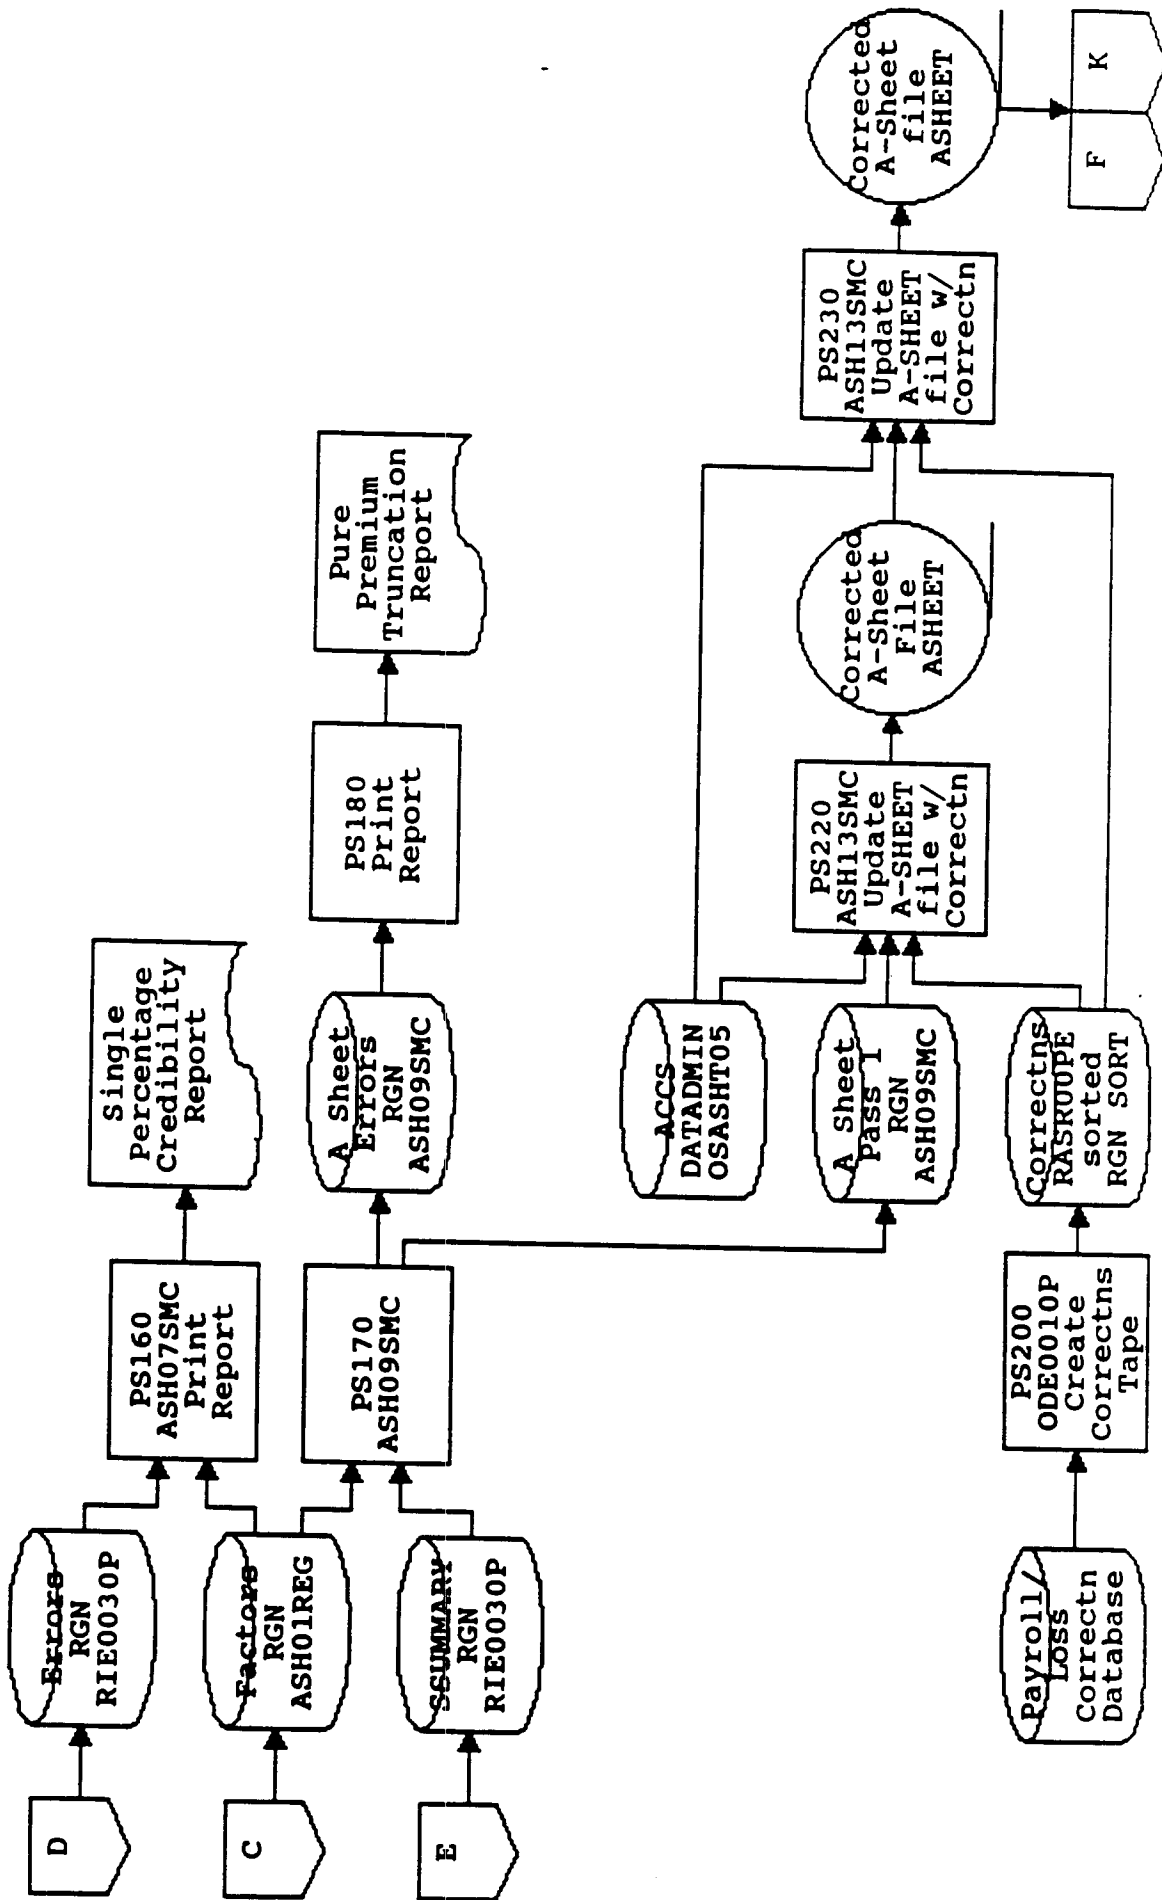 D
Errors
RGN
RIE0030P
PS160
ASH07SMC
Print
Report
Single
Percentage
Credibility
Report
C
Factors
RGN
ASH01REG
PS170
ASH09SMC
A Sheet
Errors
RGN
ASH09SMC
PS180
Print
Report
Pure
Premium
Truncation
Report
E
SSUMMARY
RGN
RIE0030P
ACCS
DATADMIN
OSASHT05
A Sheet
Pass 1
RGN
ASH09SMC
PS220
ASH13SMC
Update
A-SHEET
file w/
Correctn
Corrected
A-Sheet
File
ASHEET
PS230
ASH13SMC
Update
A-SHEET
file w/
Correctn
Corrected
A-Sheet
file
ASHEET
F
K
Payroll/
Loss
Correctn
Database
PS200
ODE0010P
Create
Correctns
Tape
Correctns
RASR00PE
sorted
RGN SORT